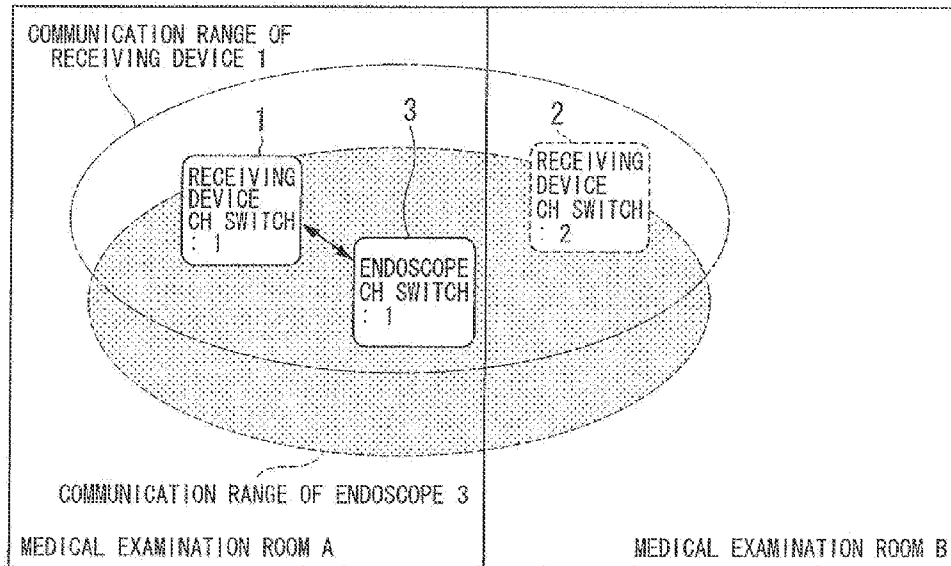 COMMUNICATION RANGE OF
RECEIVING DEVICE 1
1
3
2
RECEIVING
DEVICE
CH SWITCH
: 1
ENDOSCOPE
CH SWITCH
: 1
RECEIVING
DEVICE
CH SWITCH
: 2
COMMUNICATION RANGE OF ENDOSCOPE 3
MEDICAL EXAMINATION ROOM A
MEDICAL EXAMINATION ROOM B